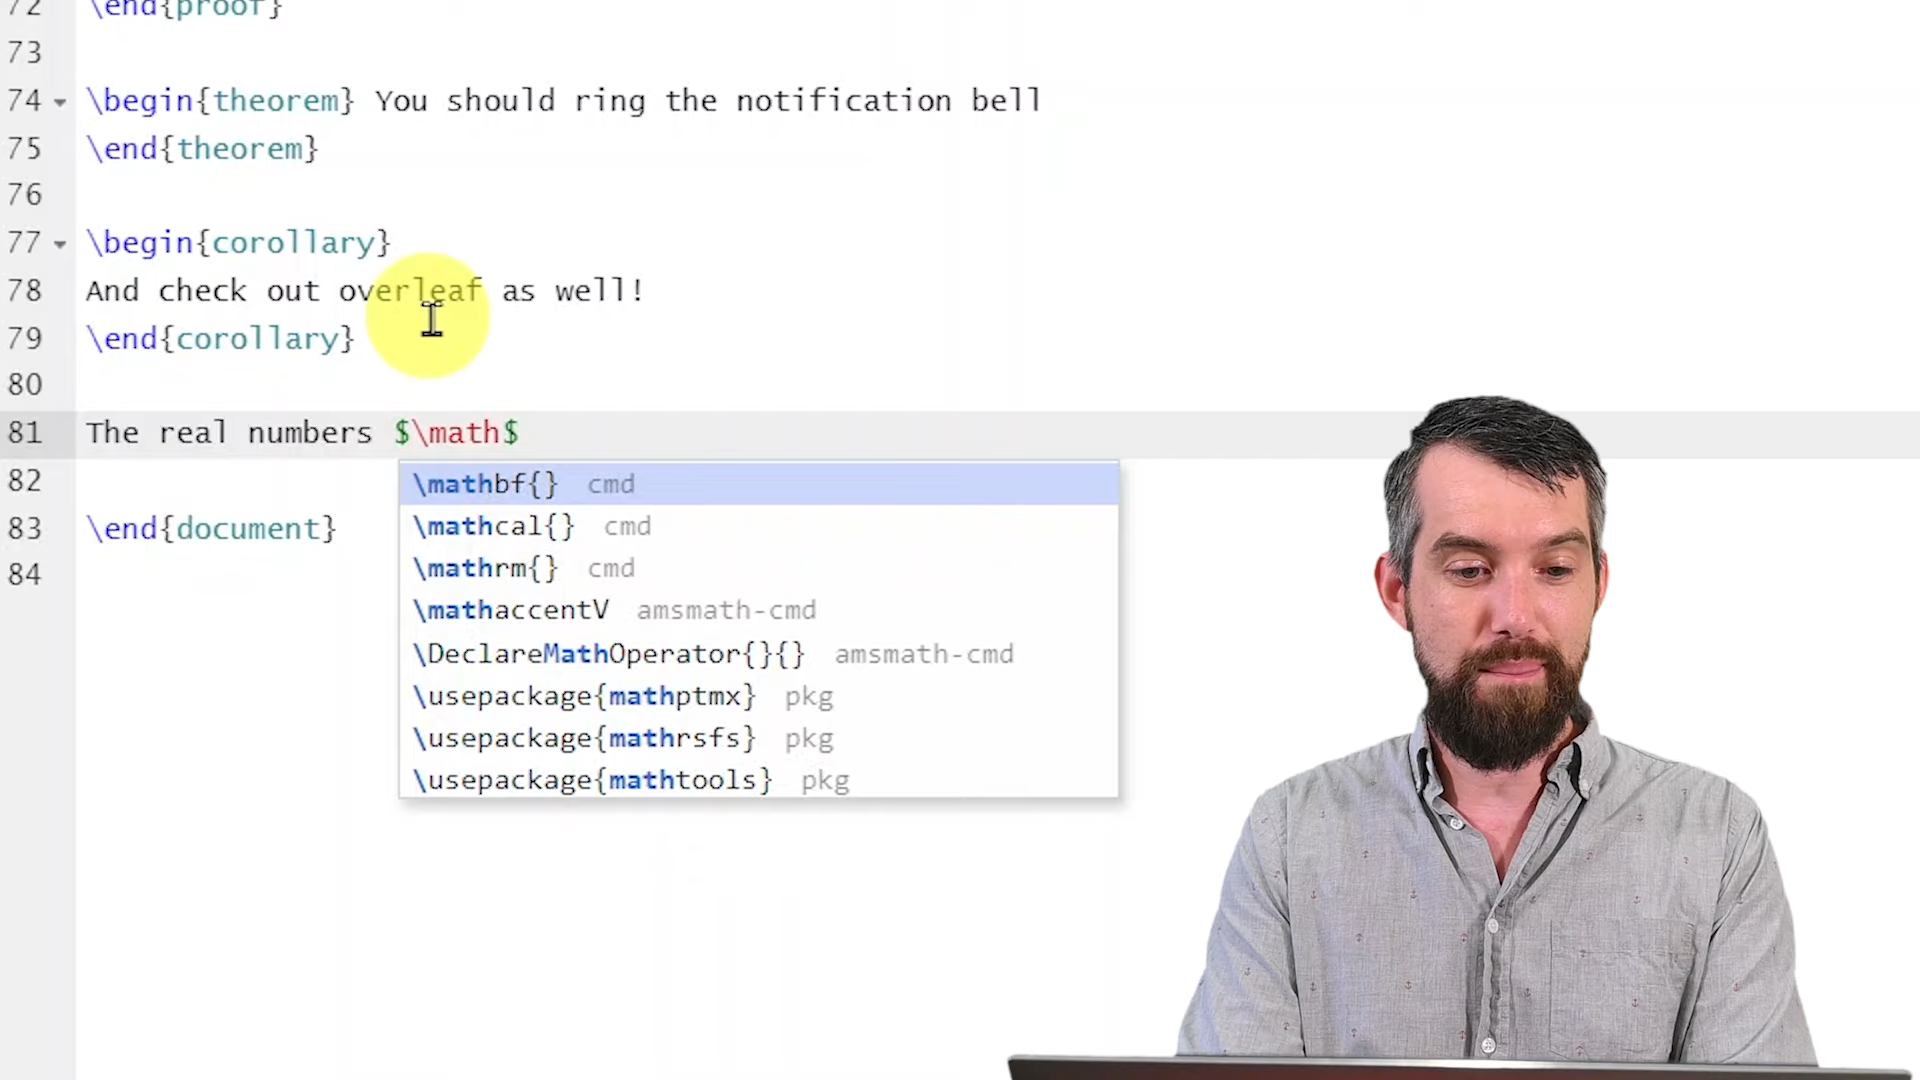 72 \end{proof}
73
74 \begin{theorem} You should ring the notification bell
75 \end{theorem}
76
77 \begin{corollary}
78 And check out overleaf as well!
79 \end{corollary}
80
81 The real numbers $\math$
\mathbf{} cmd
82
\mathcal{} cmd
83 \end{document}
\mathrm{} cmd
84
\mathaccentV amsmath-cmd
\DeclareMathOperator{}{} amsmath-cmd
\usepackage{mathptmx} pkg
\usepackage{mathrsfs} pkg
\usepackage{mathtools} pkg